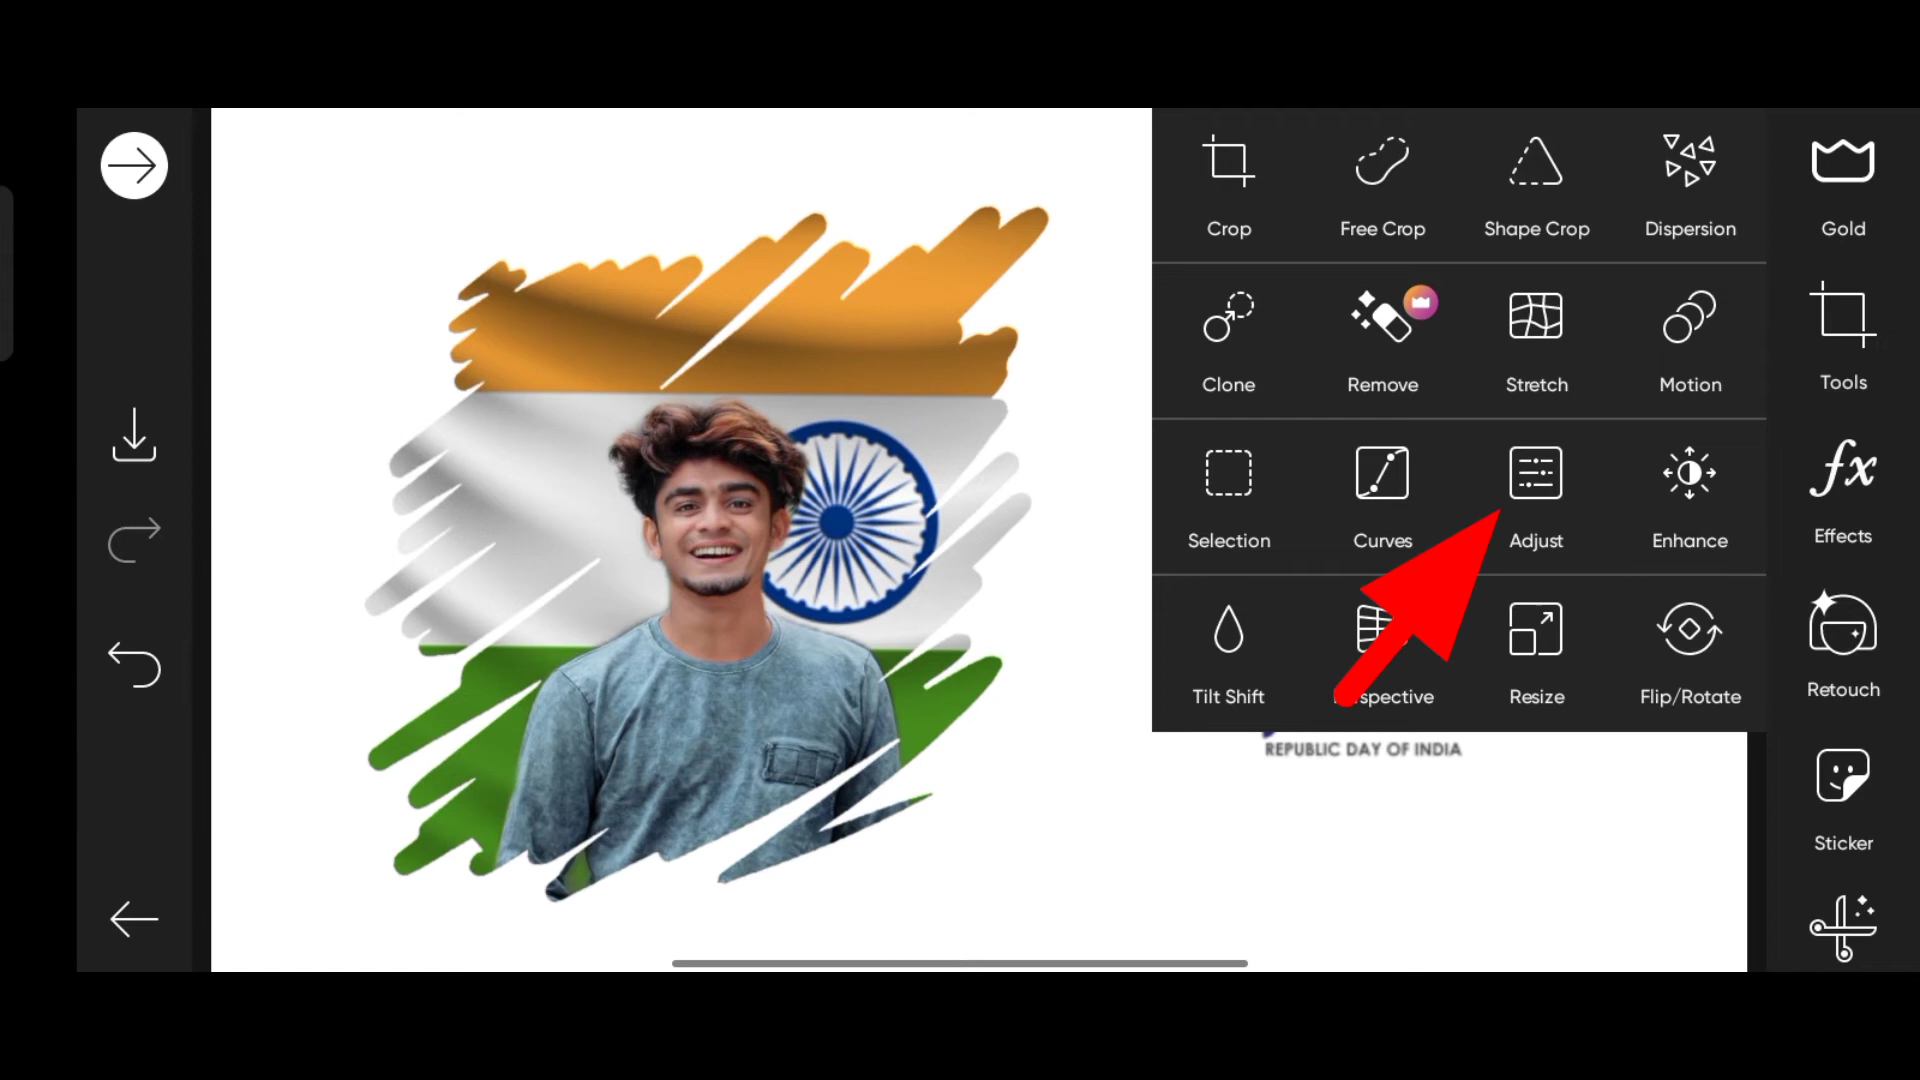 Crop Free Crop Shape Crop Dispersion Gold
Clone Remove Stretch Motion Tools
Selection Curves Adjust Enhance Effects
Tilt Shift Resize Flip/Rotate Retouch
REPUBLIC DAY OF INDIA
Sticker